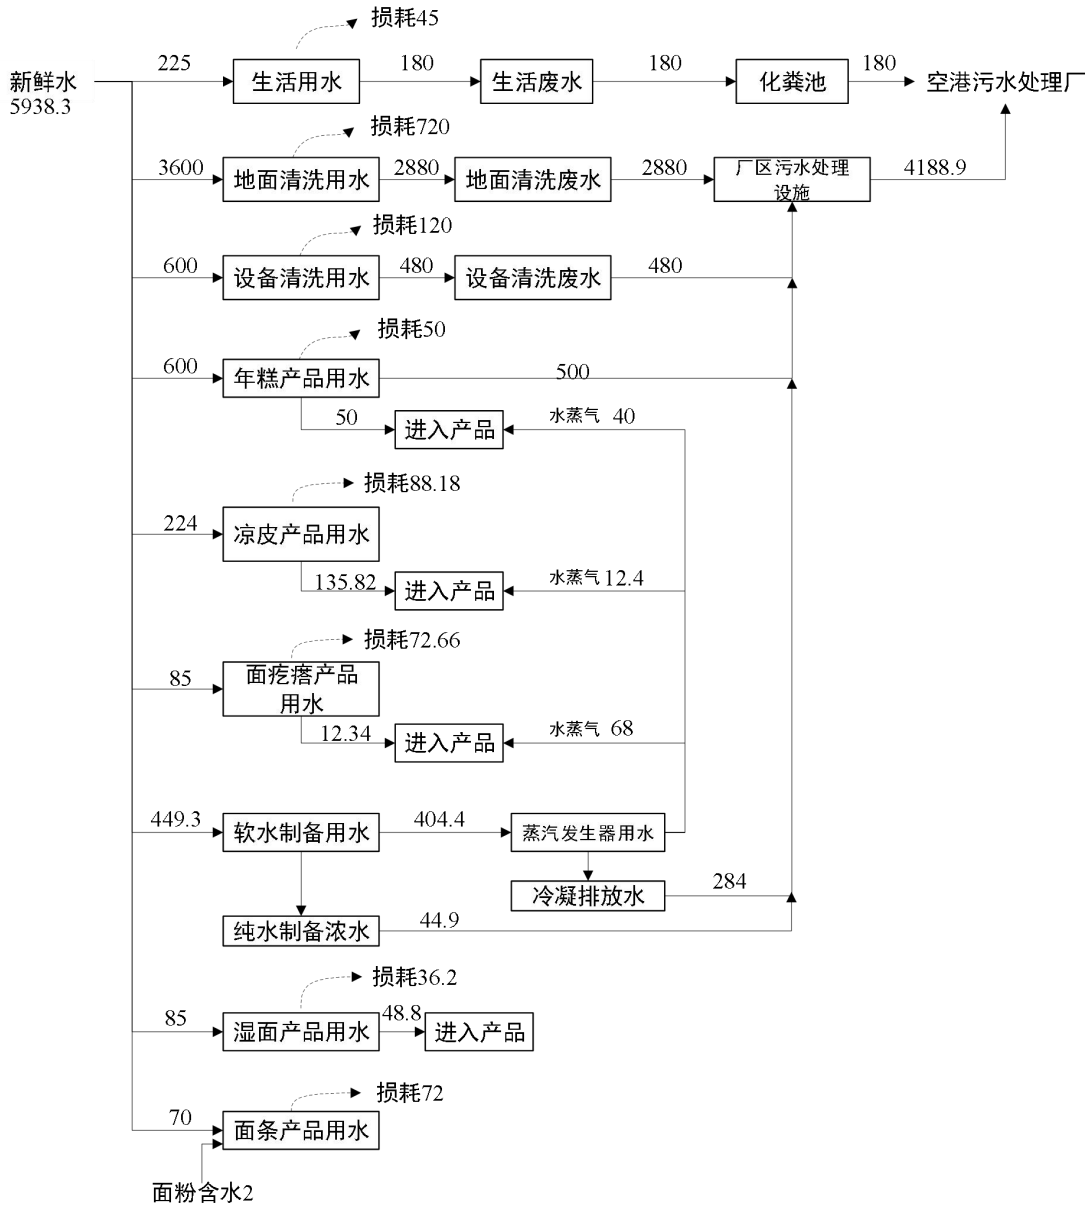 损耗45
新鲜水
5938.3
225
生活用水
180
生活废水
180
化粪池
180
空港污水处理厂
损耗720
3600
地面清洗用水
2880
地面清洗废水
2880
厂区污水处理
设施
4188.9
损耗120
600
设备清洗用水
480
设备清洗废水
480
损耗50
600
年糕产品用水
500
50
进入产品
水蒸气 40
损耗88.18
224
凉皮产品用水
135.82
进入产品
水蒸气 12.4
损耗72.66
85
面疙瘩产品
用水
12.34
进入产品
水蒸气 68
449.3
软水制备用水
404.4
蒸汽发生器用水
冷凝排放水
284
纯水制备浓水
44.9
损耗36.2
85
湿面产品用水
48.8
进入产品
损耗72
70
面条产品用水
面粉含水2